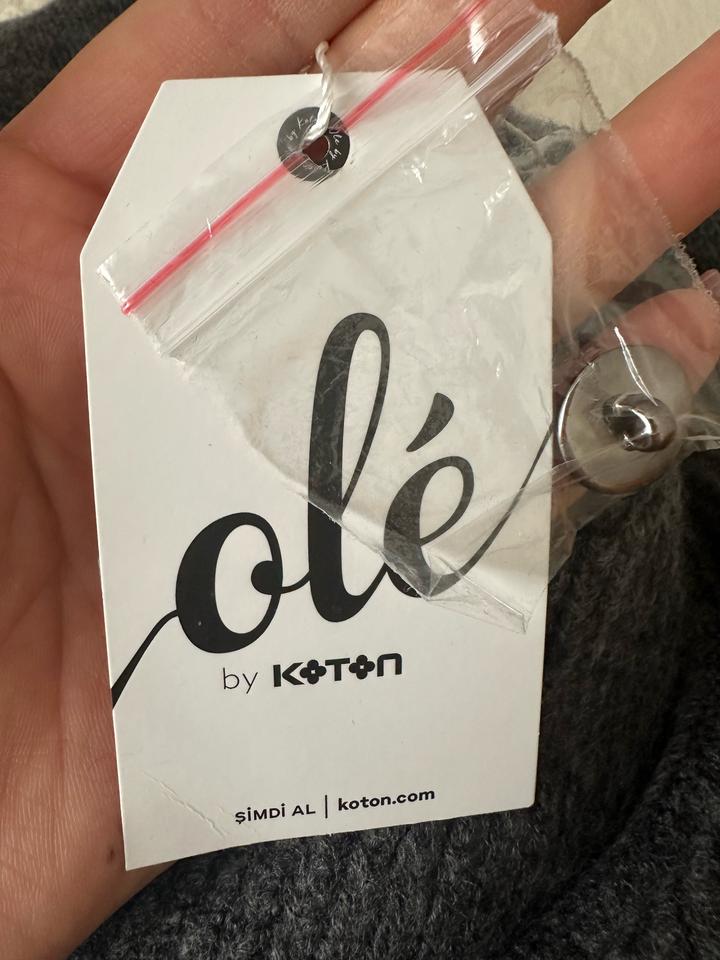 olé
by KOTON
ŞİMDİ AL | koton.com